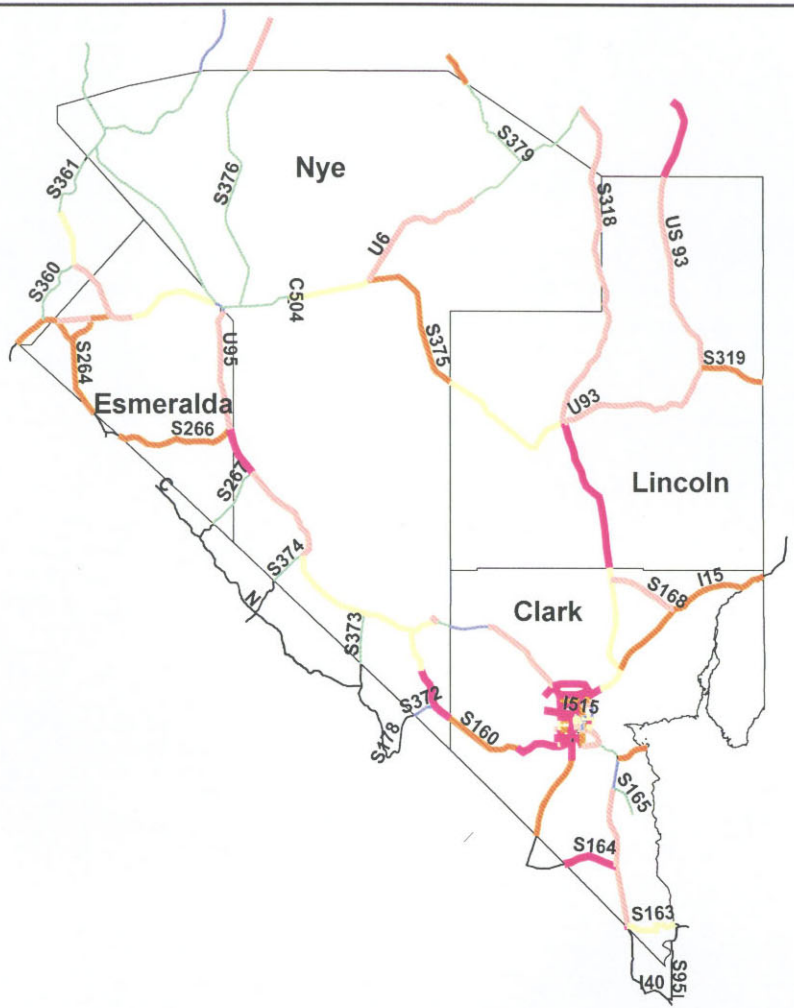 S361
S376
Nye
S379
S318
US 93
S360
U6
C504
S264
U95
S375
S319
Esmeralda
U93
S266
S267
Lincoln
C
S374
N
S168
I15
Clark
S373
S372
I515
S160
S178
S165
S164
S163
I40
S95I